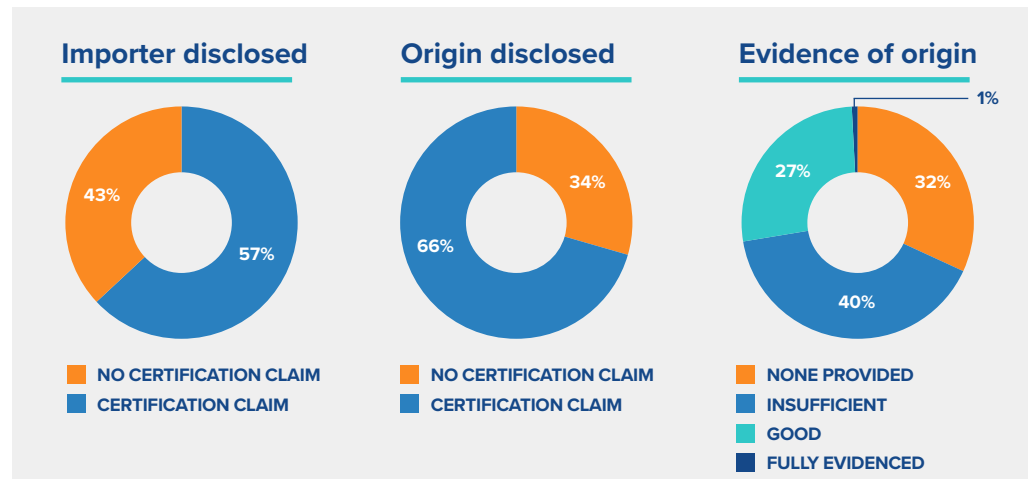 Importer disclosed
43%
57%
NO CERTIFICATION CLAIM
CERTIFICATION CLAIM
Origin disclosed
34%
66%
NO CERTIFICATION CLAIM
CERTIFICATION CLAIM
Evidence of origin
1%
27%
32%
40%
NONE PROVIDED
INSUFFICIENT
GOOD
FULLY EVIDENCED